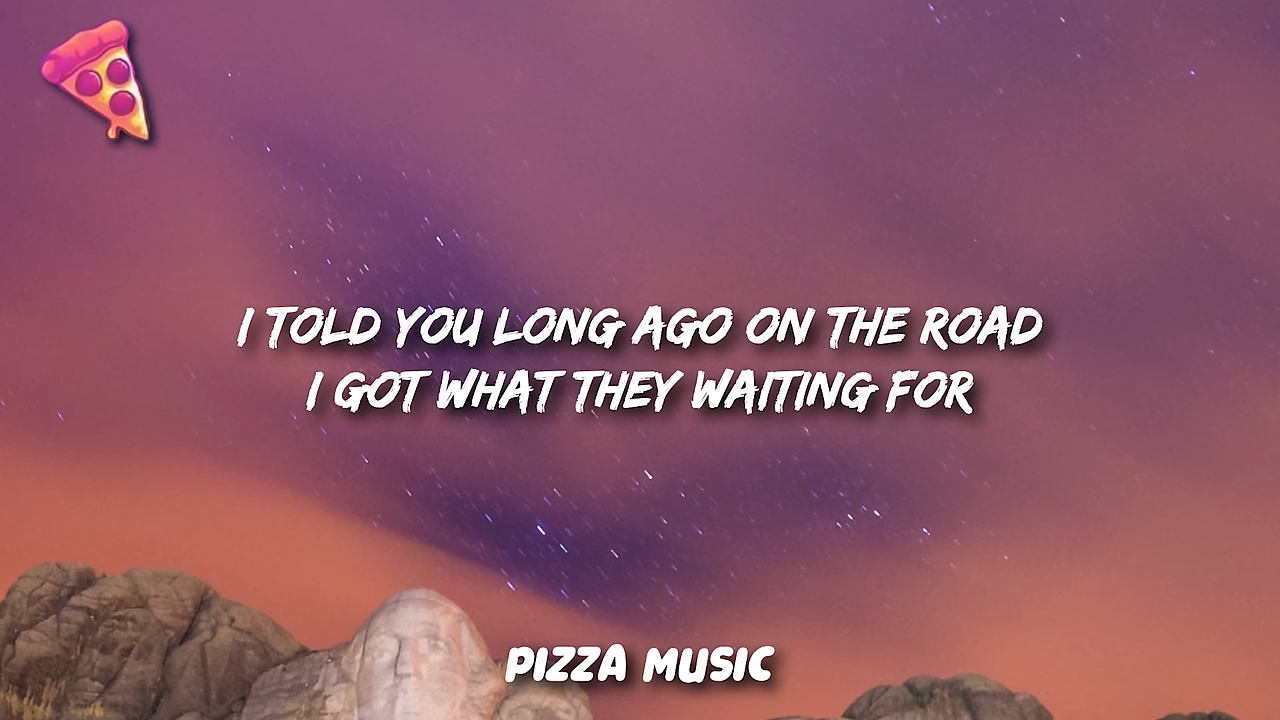 I TOLD YOU LONG AGO ON THE ROAD
I GOT WHAT THEY WAITING FOR
PIZZA MUSIC